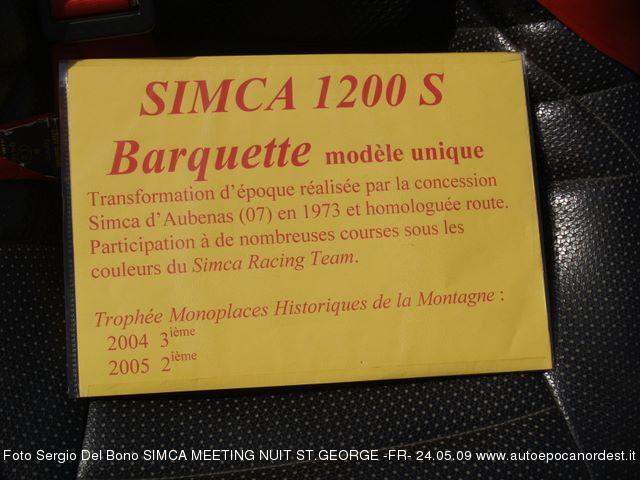 SIMCA 1200 S
Barquette modèle unique
Transformation d'époque réalisée par la concession
Simca d'Aubenas (07) en 1973 et homologuée route.
Participation à de nombreuses courses sous les
couleurs du Simca Racing Team.
Trophée Monoplaces Historiques de la Montagne :
2004 3ième
2005 2ième
Foto Sergio Del Bono SIMCA MEETING NUIT ST.GEORGE -FR- 24.05.09 www.autoepocanordest.it